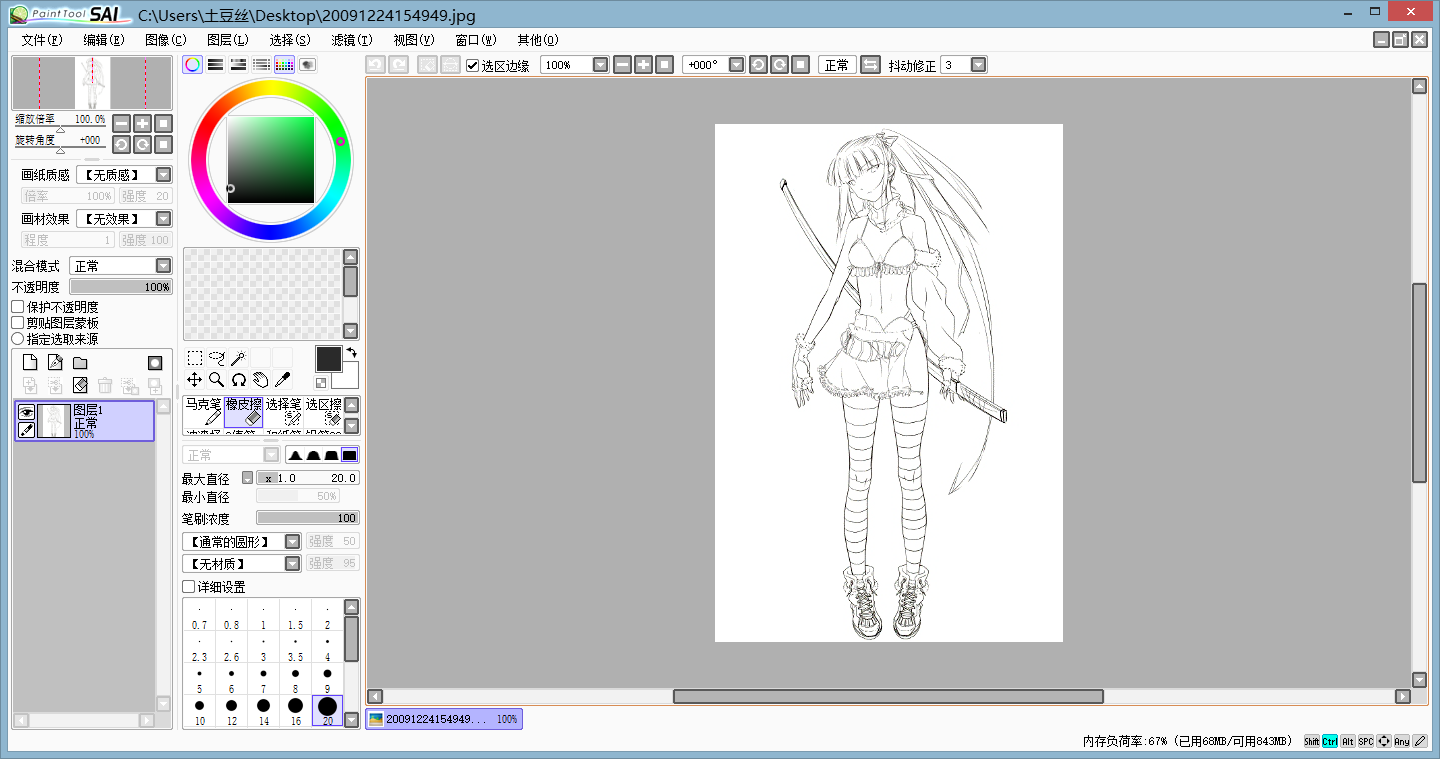 PaintTool SAI C:\Users\土豆丝\Desktop\20091224154949.jpg
文件(F) 编辑(E) 图像(C) 图层(L) 选择(S) 滤镜(T) 视图(V) 窗口(W) 其他(O)
选区边缘 100% +000° 正常 抖动修正 3
缩放倍率 100.0%
旋转角度 +000
画纸质感 【无质感】
倍率 100% 强度 20
画材效果 【无效果】
程度 1 强度 100
混合模式 正常
不透明度 100%
保护不透明度
剪贴图层蒙板
指定选取来源
图层1
正常
100%
马克笔 橡皮擦 选择笔 选区擦
正常
最大直径 x1.0 20.0
最小直径 50%
笔刷浓度 100
【通常的圆形】 强度 50
【无材质】 强度 95
详细设置
0.7 0.8 1 1.5 2
2.3 2.6 3 3.5 4
5 6 7 8 9
10 12 14 16 20
20091224154949... 100%
内存负荷率:67% (已用68MB/可用843MB) Shift Ctrl Alt SPC Any